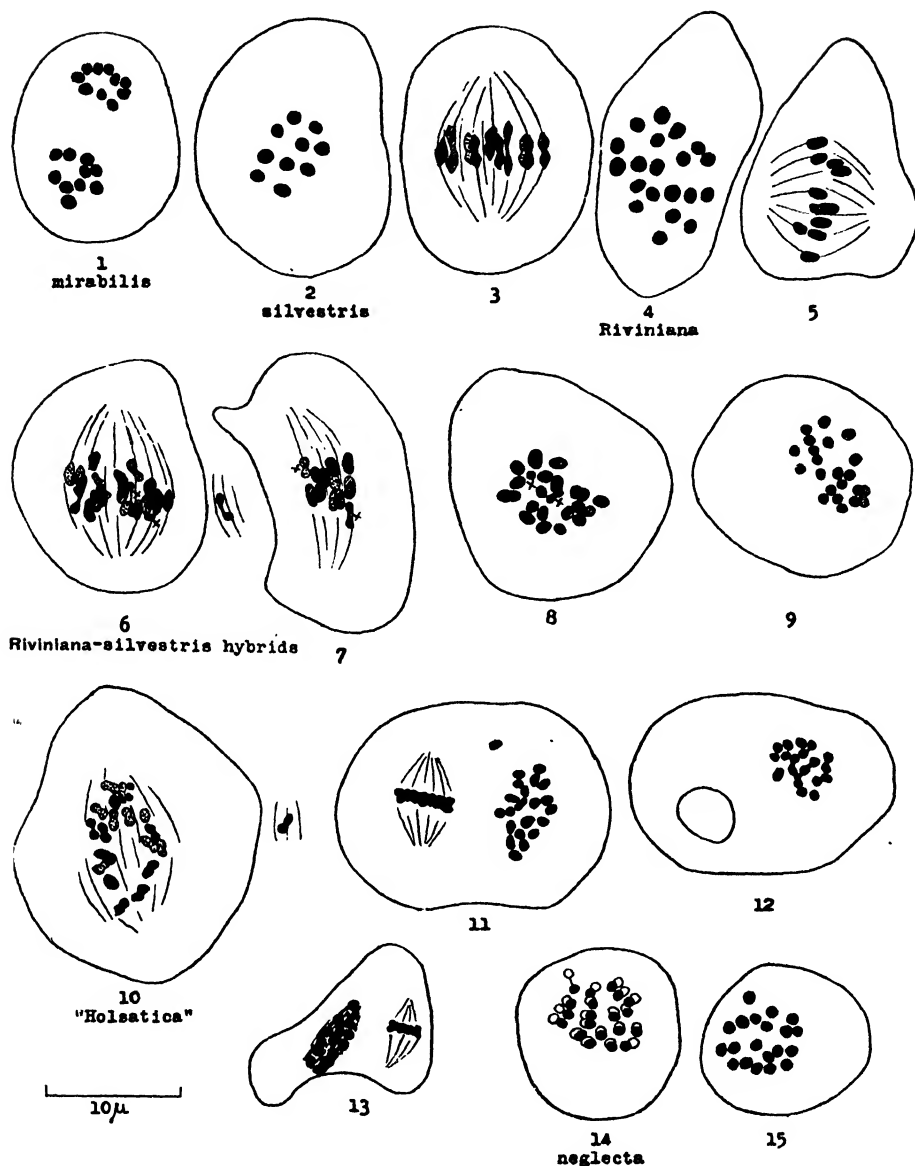 1
mirabilis
2
silvestris
3
4
Riviniana
5
6
Riviniana-silvestris hybrids
7
8
9
10
"Holsatica"
11
12
10μ
13
14
neglecta
15